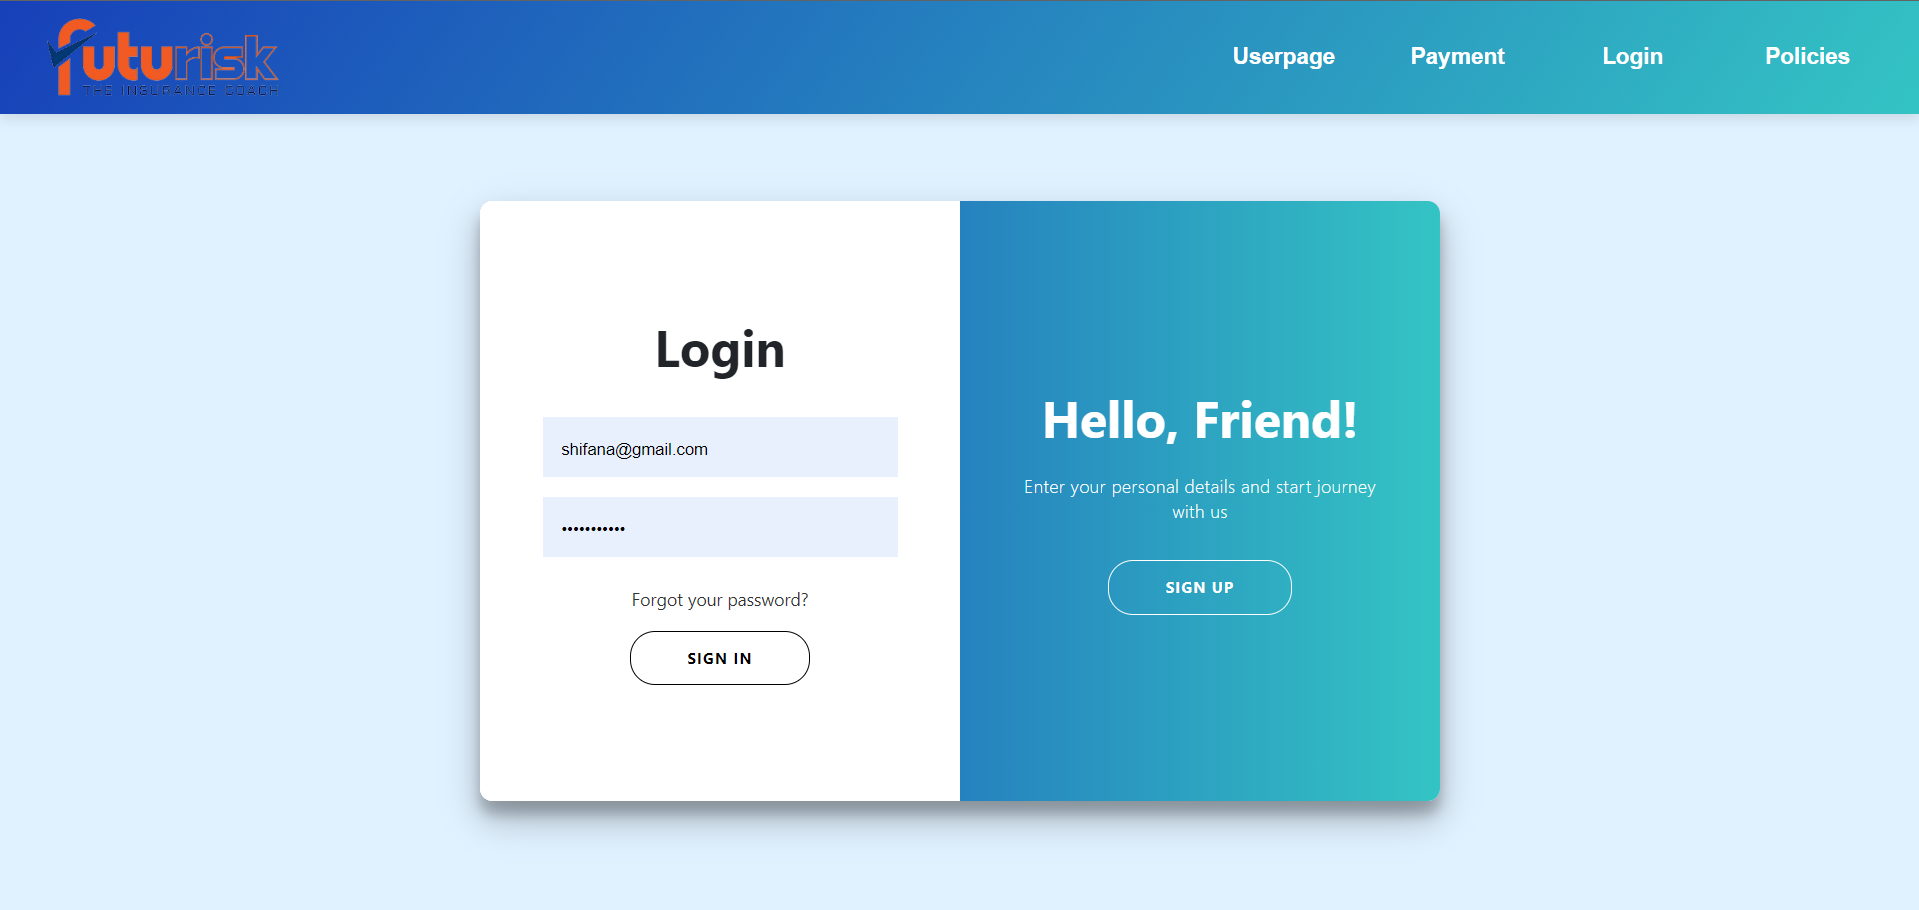 futurisk
THE INSURANCE COACH
Userpage
Payment
Login
Policies
Login
shifana@gmail.com
•••••••••••
Forgot your password?
SIGN IN
Hello, Friend!
Enter your personal details and start journey
with us
SIGN UP